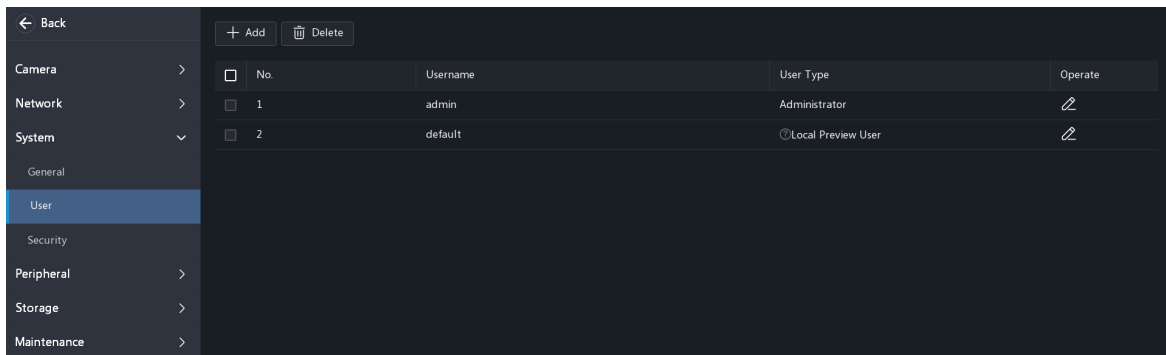 Back
Camera
Network
System
General
User
Security
Peripheral
Storage
Maintenance
Add Delete
No. Username User Type Operate
1 admin Administrator
2 default Local Preview User